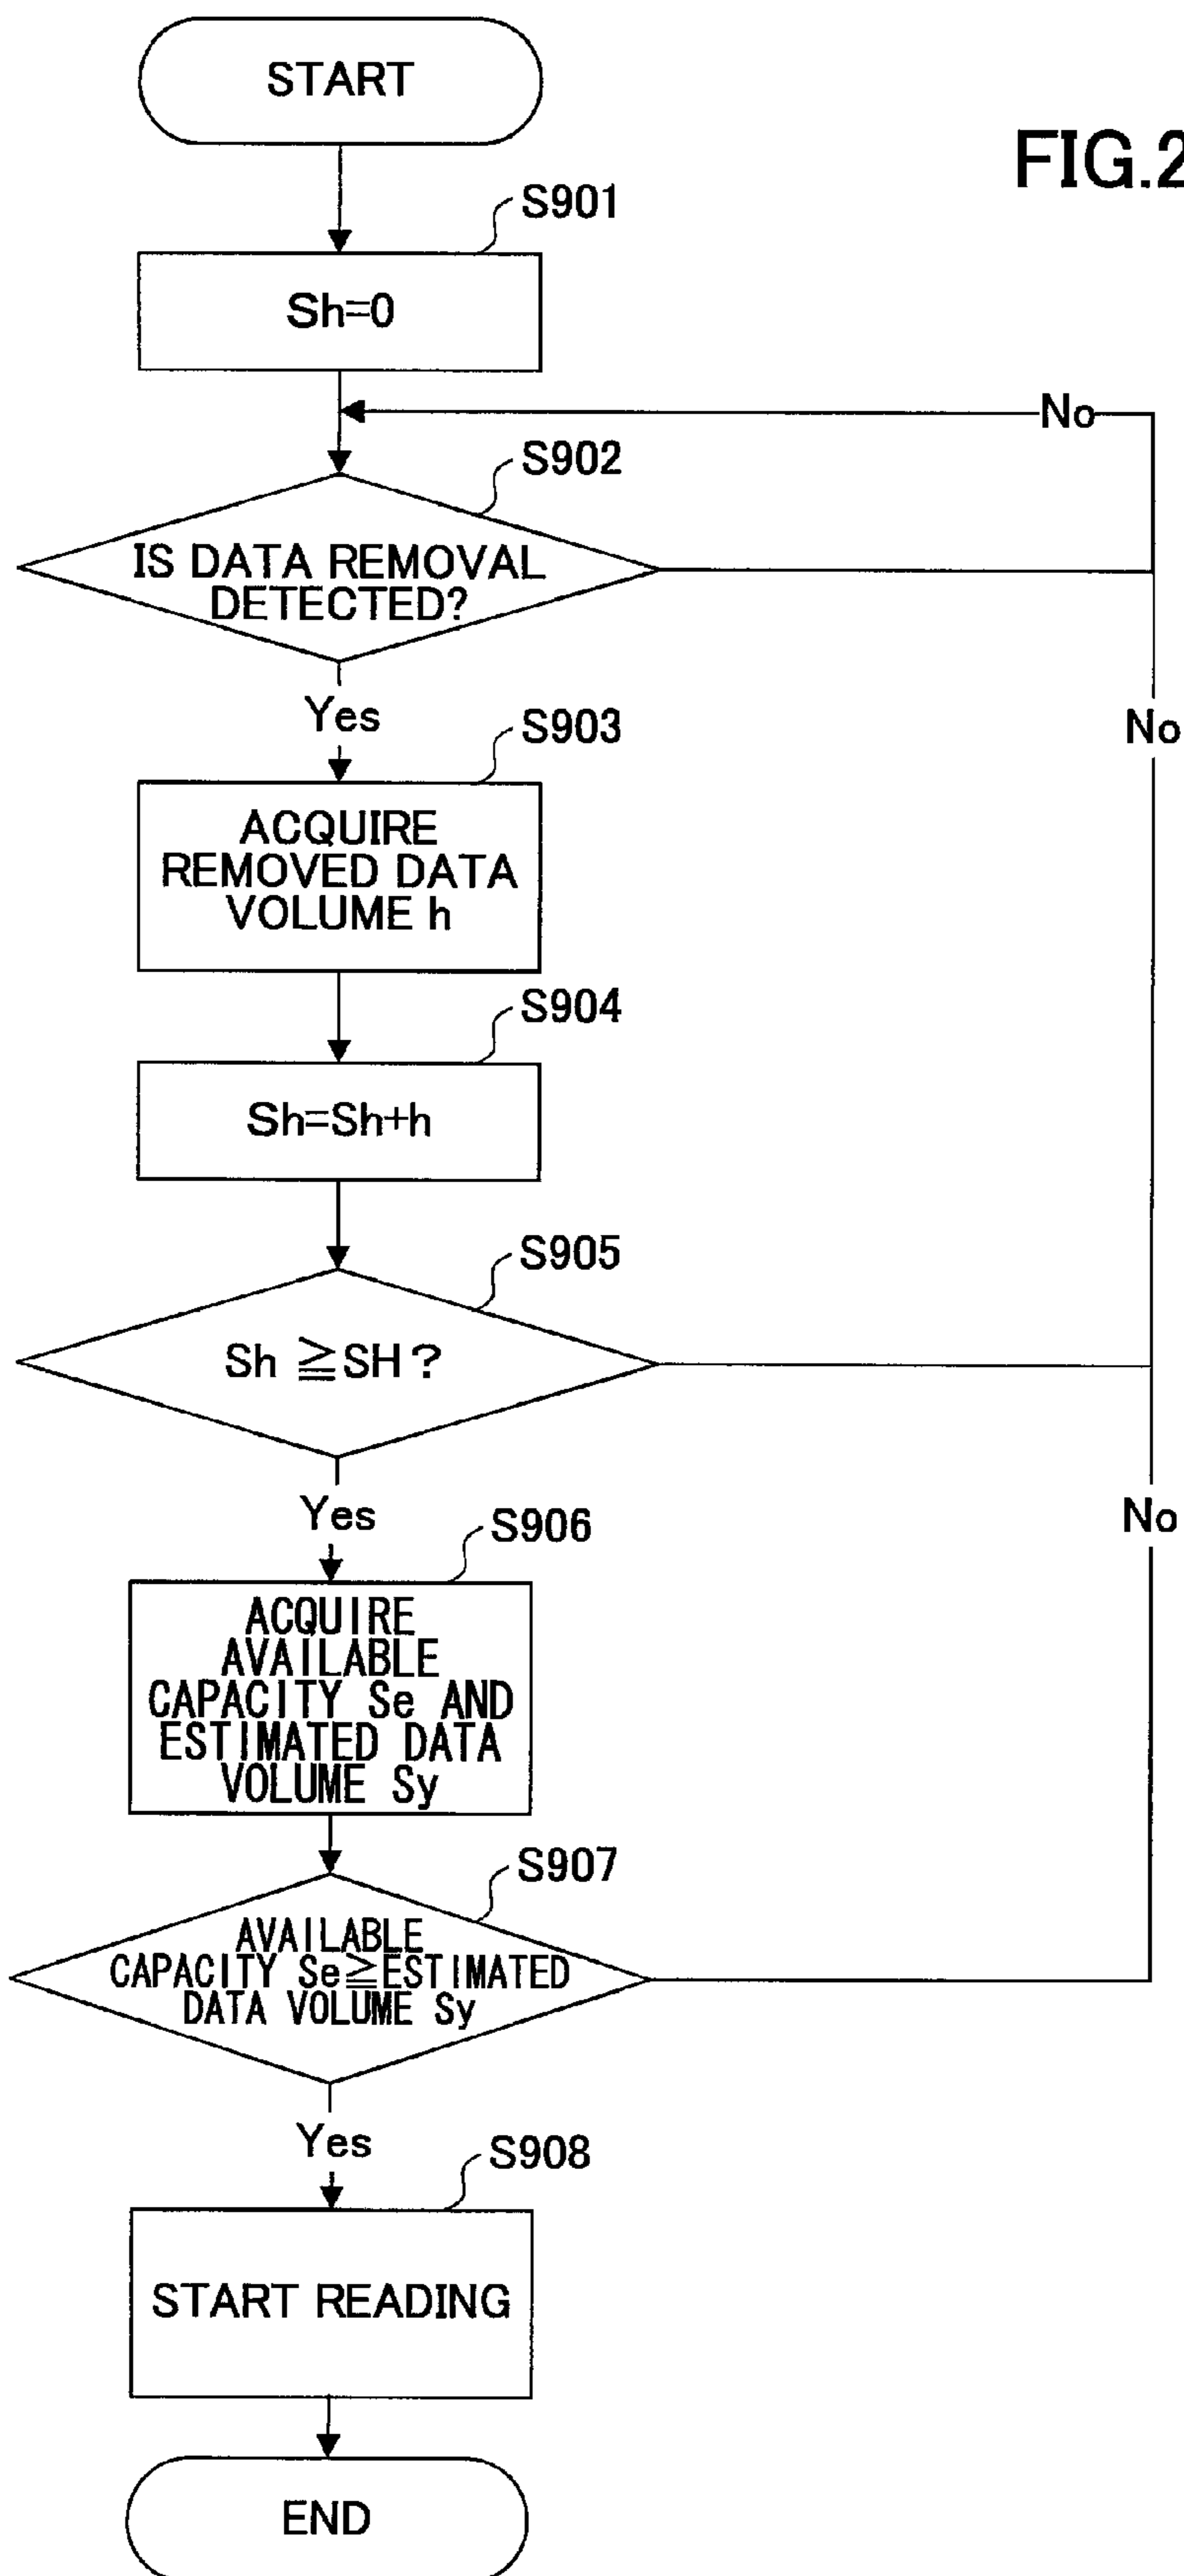 START
FIG.2
S901
Sh=0
No
S902
IS DATA REMOVAL
DETECTED?
Yes
No
S903
ACQUIRE
REMOVED DATA
VOLUME h
S904
Sh=Sh+h
S905
Sh ≧SH?
Yes
No
S906
ACQUIRE
AVAILABLE
CAPACITY Se AND
ESTIMATED DATA
VOLUME Sy
S907
AVAILABLE
CAPACITY Se≧ESTIMATED
DATA VOLUME Sy
Yes
S908
START READING
END